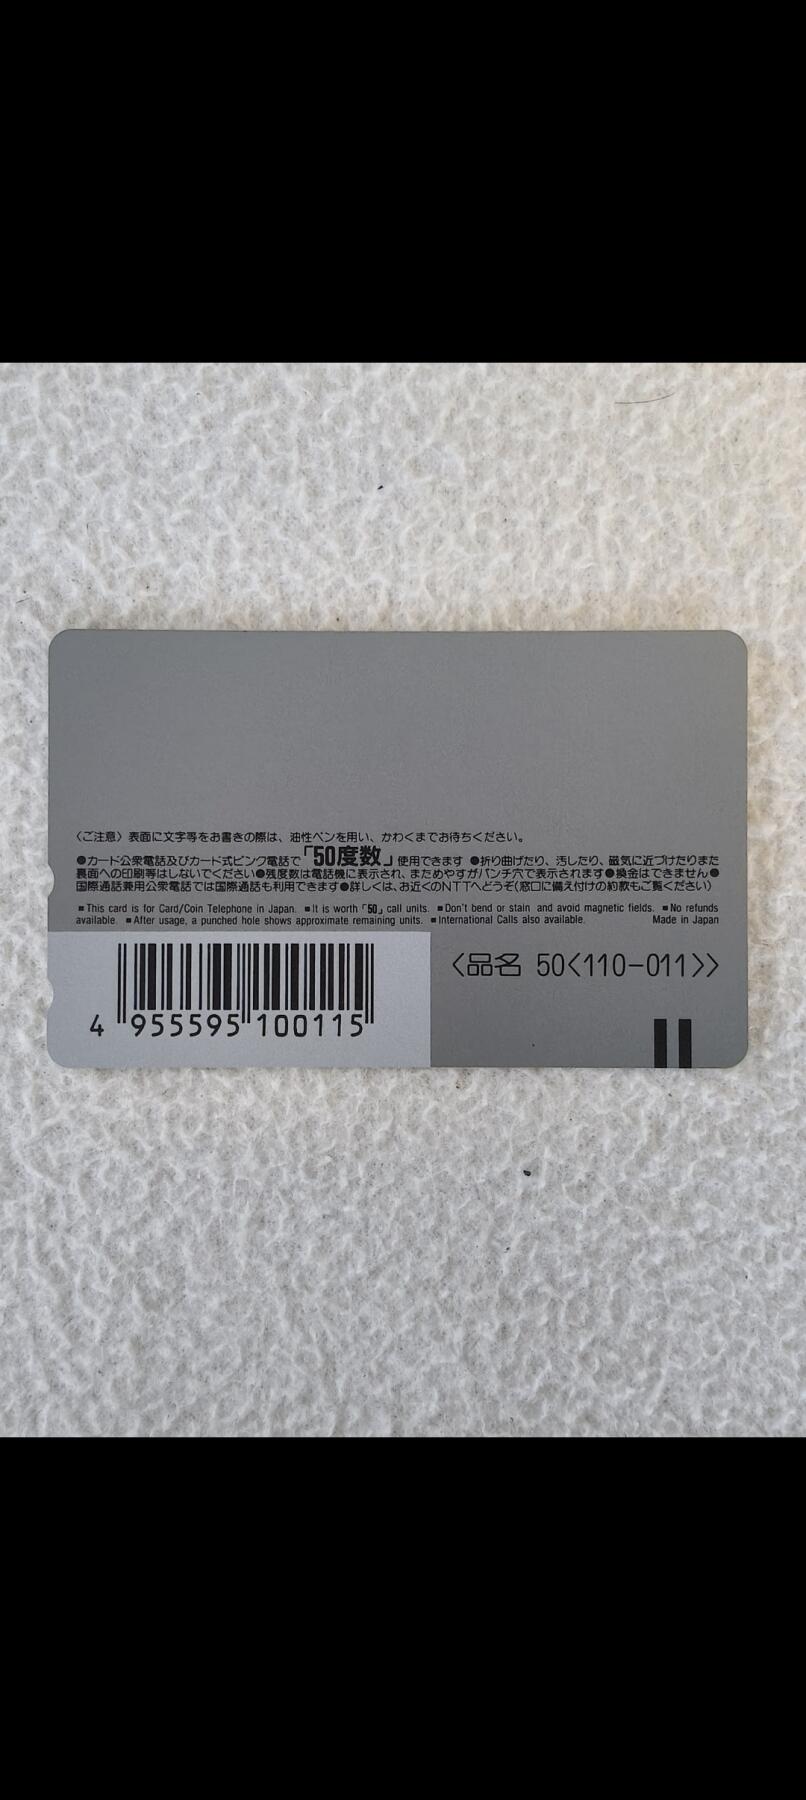 〈ご注意〉表面に文字等をお書きの際は、油性ペンを用い、かわくまでお待ちください。
●カード公衆電話及びカード式ピンク電話で「50度数」使用できます ●折り曲げたり、汚したり、磁気に近づけたりまた
裏面への印刷等はしないでください●残度数は電話機に表示され、まためやすがパンチ穴で表示されます●換金はできません●
国際通話兼用公衆電話では国際通話も利用できます●詳しくは、お近くのNTTへどうぞ(窓口に備え付けの約款もご覧ください)
■This card is for Card/Coin Telephone in Japan. ■It is worth「50」call units. ■Don't bend or stain and avoid magnetic fields. ■No refunds
available. ■After usage, a punched hole shows approximate remaining units. ■International Calls also available. Made in Japan
〈品名 50〈110-011〉〉
4 955595 100115